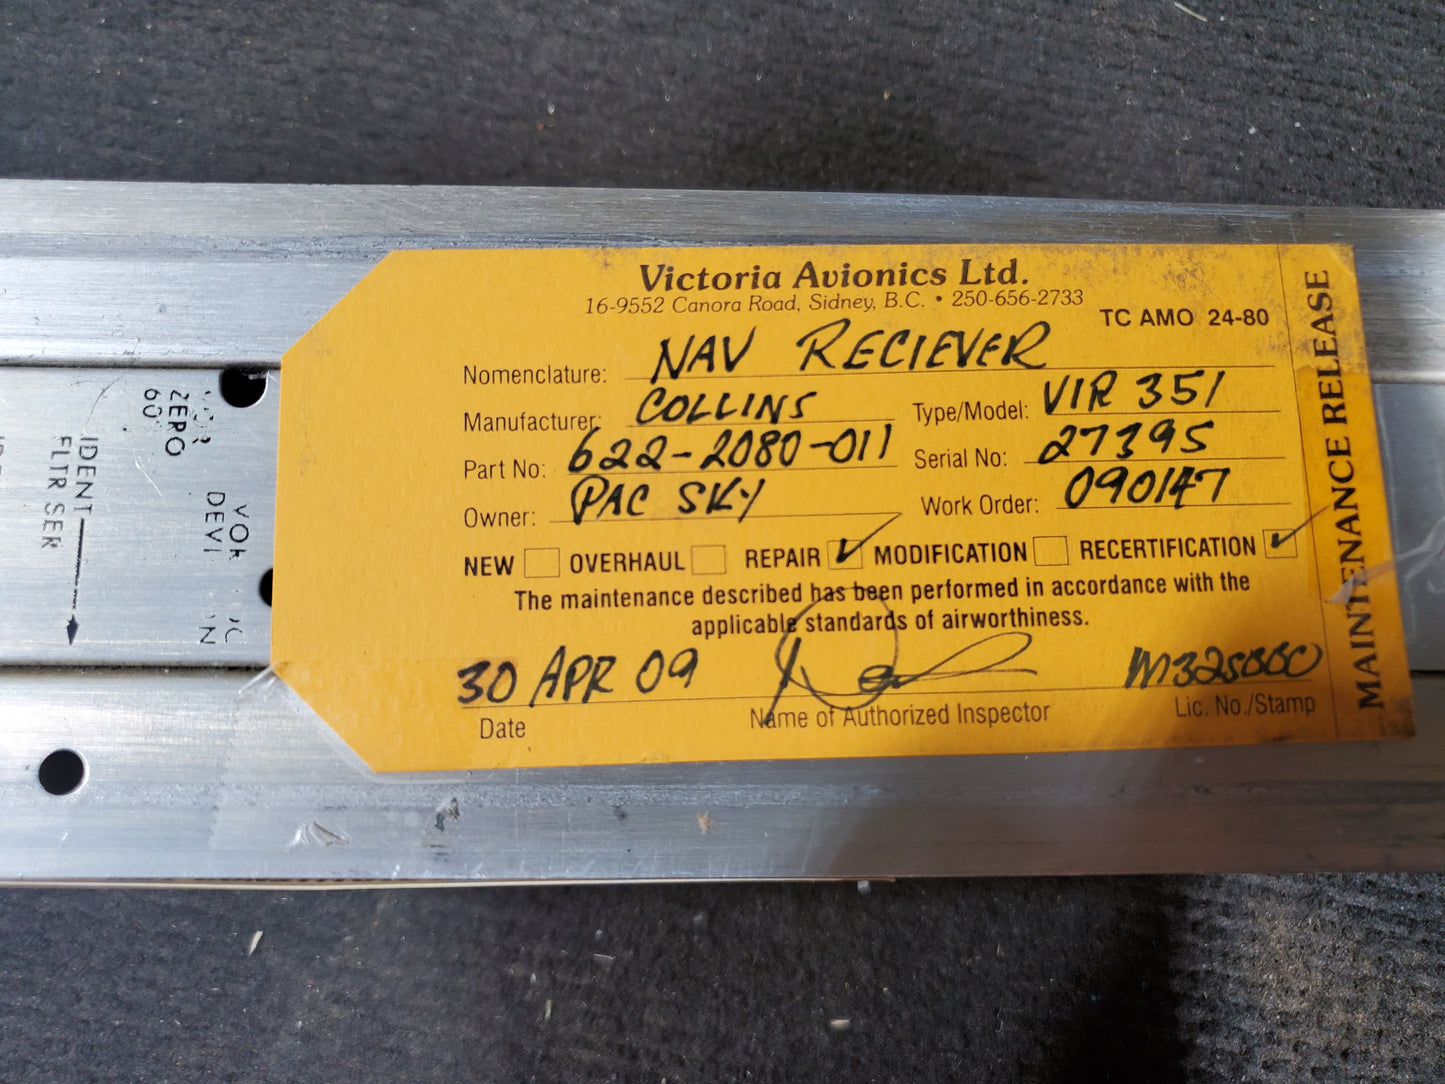 Victoria Avionics Ltd.
16-9552 Canora Road, Sidney, B.C. • 250-656-2733
TC AMO 24-80
Nomenclature: NAV RECIEVER
Manufacturer: COLLINS Type/Model: VIR 351
Part No: 622-2080-011 Serial No: 27395
Owner: PAC SKY Work Order: 090147
NEW OVERHAUL REPAIR ✓ MODIFICATION RECERTIFICATION ✓
The maintenance described has been performed in accordance with the
applicable standards of airworthiness.
30 APR 09
Date Name of Authorized Inspector Lic. No./Stamp
MAINTENANCE RELEASE
ZERO
60
VOR
DEVI
IDENT
FLTR SER